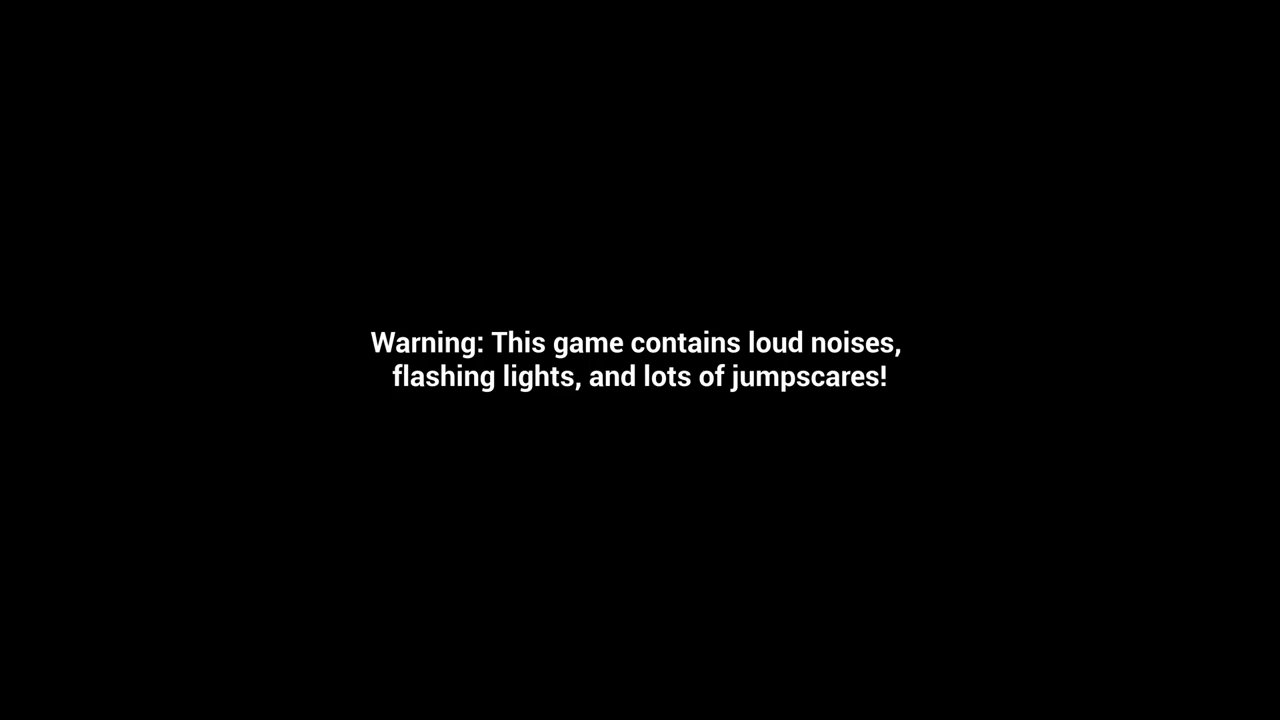 Warning: This game contains loud noises,
flashing lights, and lots of jumpscares!